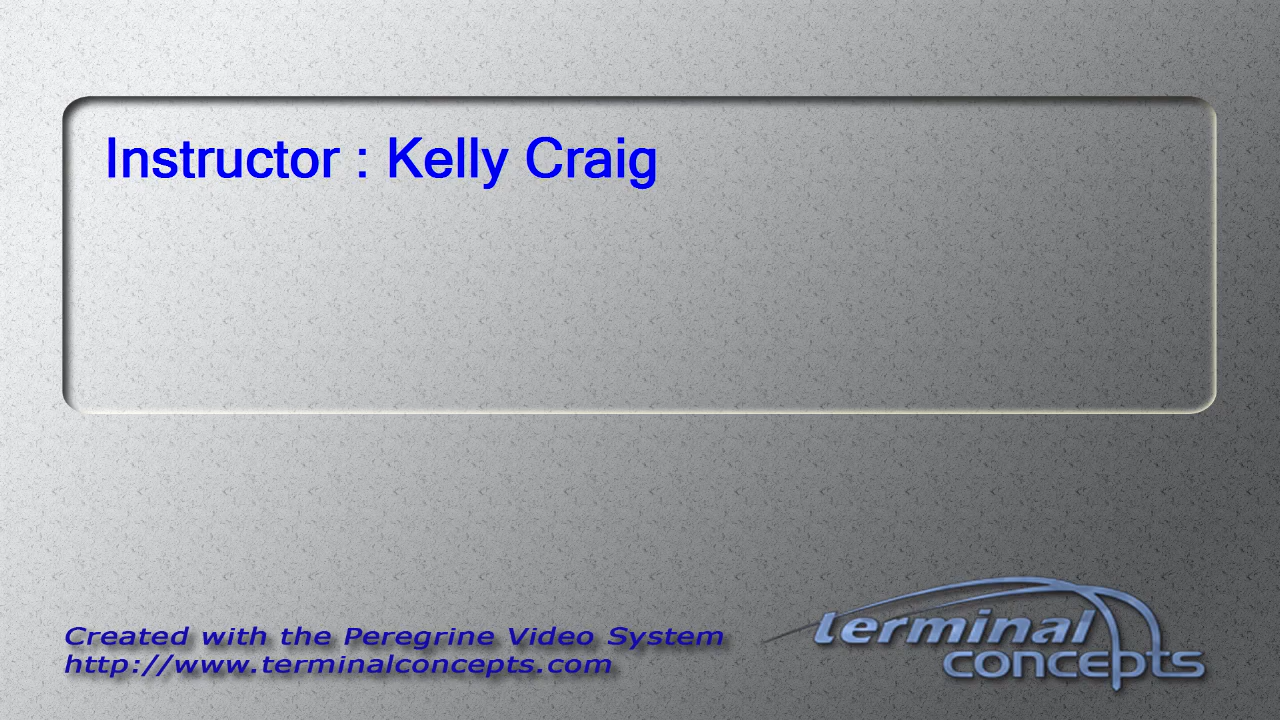 Instructor : Kelly Craig
Created with the Peregrine Video System
http://www.terminalconcepts.com
terminal
concepts